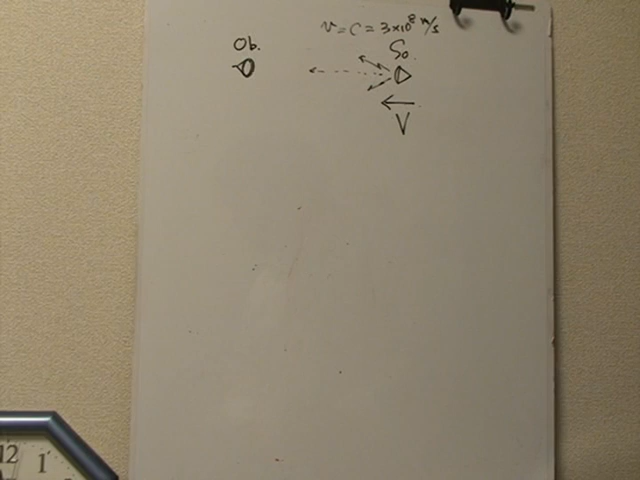 v = c = 3×10⁸ m/s
Ob.
So
V
12
1